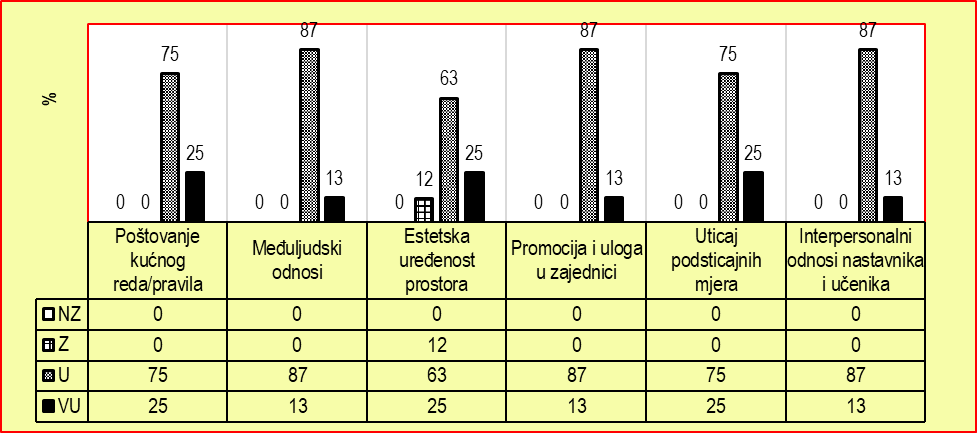 %
0 0 75 25
0 0 87 13
0 12 63 25
0 0 87 13
0 0 75 25
0 0 87 13
Poštovanje
kućnog
reda/pravila
Međuljudski
odnosi
Estetska
uređenost
prostora
Promocija i uloga
u zajednici
Uticaj
podsticajnih
mjera
Interpersonalni
odnosi nastavnika
i učenika
NZ 0 0 0 0 0 0
Z 0 0 12 0 0 0
U 75 87 63 87 75 87
VU 25 13 25 13 25 13